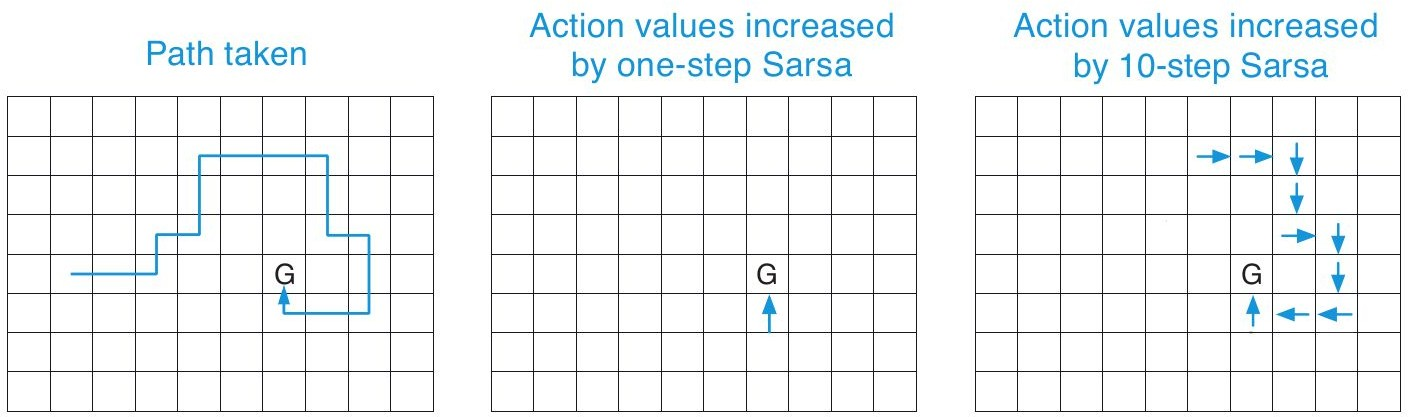 Path taken
Action values increased
by one-step Sarsa
Action values increased
by 10-step Sarsa
G
G
G